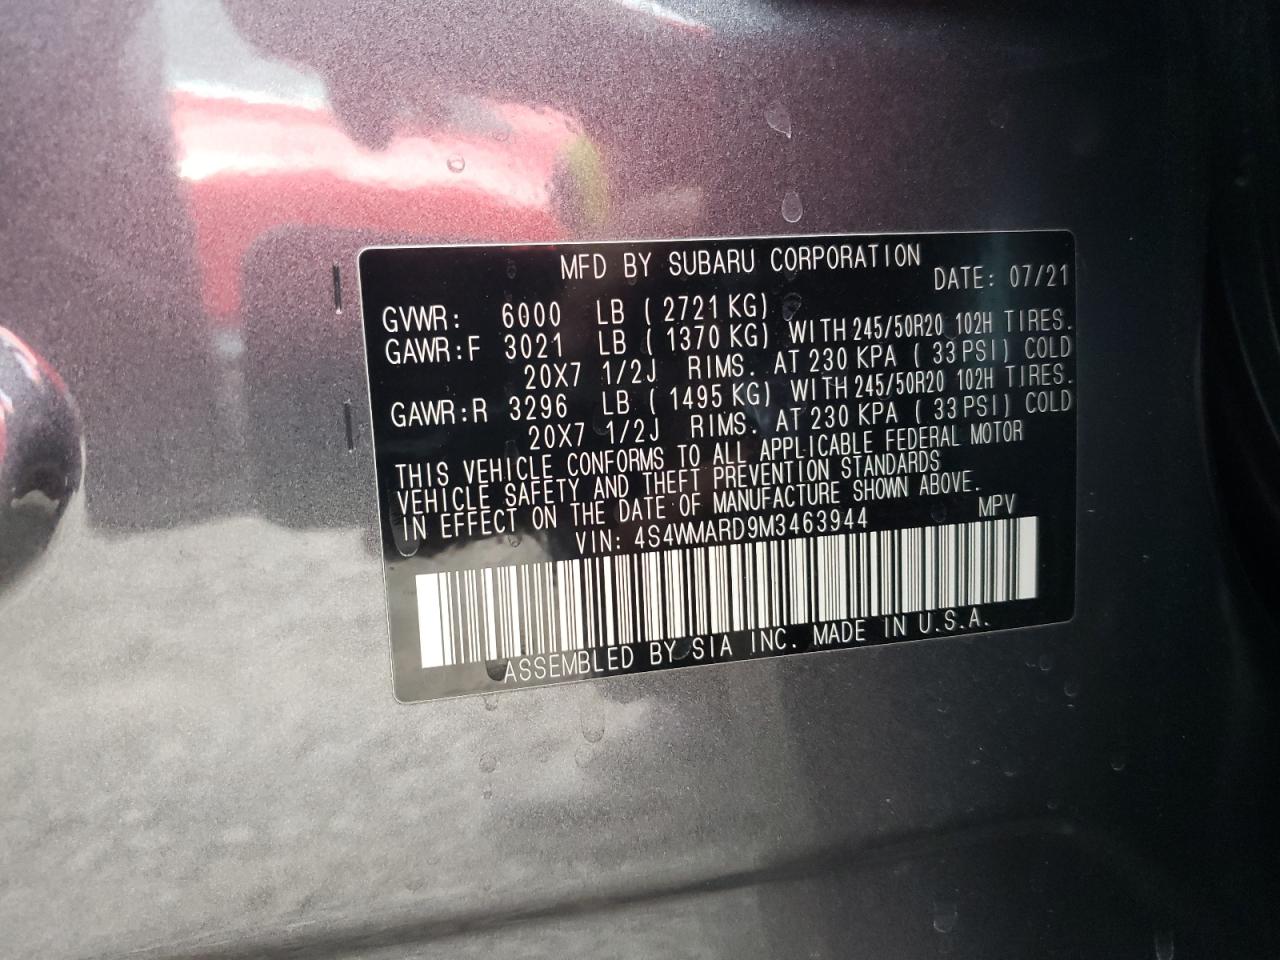 MFD BY SUBARU CORPORATION
DATE: 07/21
GVWR: 6000 LB ( 2721 KG)
GAWR:F 3021 LB ( 1370 KG) WITH 245/50R20 102H TIRES.
20X7 1/2J RIMS. AT 230 KPA ( 33 PSI) COLD
GAWR:R 3296 LB ( 1495 KG) WITH 245/50R20 102H TIRES.
20X7 1/2J RIMS. AT 230 KPA ( 33 PSI) COLD
THIS VEHICLE CONFORMS TO ALL APPLICABLE FEDERAL MOTOR
VEHICLE SAFETY AND THEFT PREVENTION STANDARDS
IN EFFECT ON THE DATE OF MANUFACTURE SHOWN ABOVE.
VIN: 4S4WMARD9M3463944 MPV
ASSEMBLED BY SIA INC. MADE IN U.S.A.